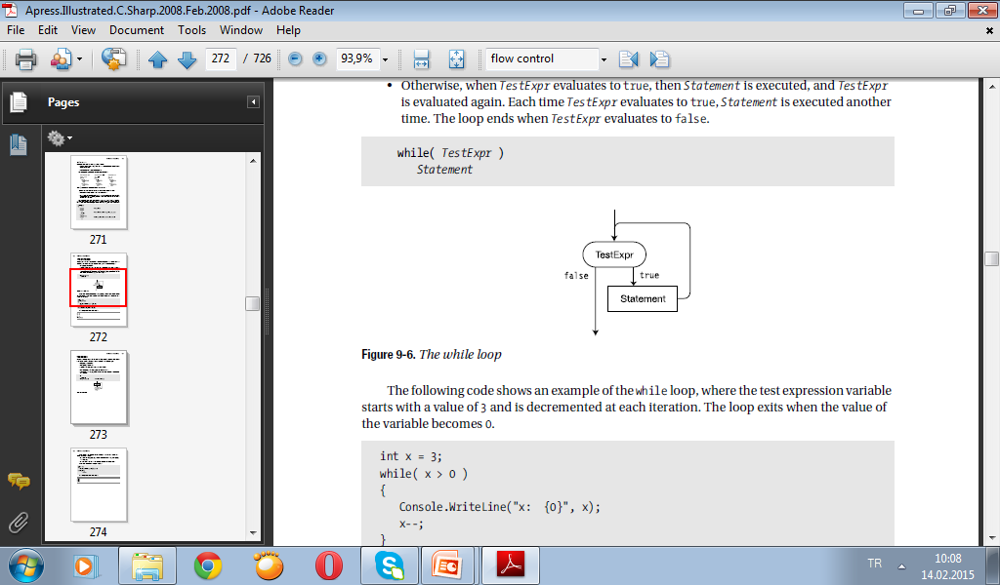 Apress.Illustrated.C.Sharp.2008.Feb.2008.pdf - Adobe Reader
File Edit View Document Tools Window Help
272 / 726 93,9% flow control
Pages
271
272
273
274
• Otherwise, when TestExpr evaluates to true, then Statement is executed, and TestExpr
is evaluated again. Each time TestExpr evaluates to true, Statement is executed another
time. The loop ends when TestExpr evaluates to false.
while( TestExpr )
Statement
TestExpr
false true
Statement
Figure 9-6. The while loop
The following code shows an example of the while loop, where the test expression variable
starts with a value of 3 and is decremented at each iteration. The loop exits when the value of
the variable becomes 0.
int x = 3;
while( x > 0 )
{
Console.WriteLine("x:  {0}", x);
x--;
}
TR
10:08
14.02.2015